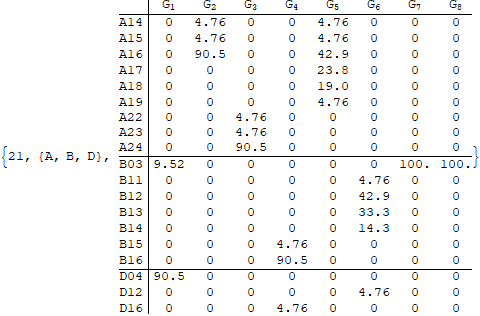 G1 G2 G3 G4 G5 G6 G7 G8
A14 0 4.76 0 0 4.76 0 0 0
A15 0 4.76 0 0 4.76 0 0 0
A16 0 90.5 0 0 42.9 0 0 0
A17 0 0 0 0 23.8 0 0 0
A18 0 0 0 0 19.0 0 0 0
A19 0 0 0 0 4.76 0 0 0
A22 0 0 4.76 0 0 0 0 0
A23 0 0 4.76 0 0 0 0 0
A24 0 0 90.5 0 0 0 0 0
{21, {A, B, D}, B03 9.52 0 0 0 0 0 100. 100.}
B11 0 0 0 0 0 4.76 0 0
B12 0 0 0 0 0 42.9 0 0
B13 0 0 0 0 0 33.3 0 0
B14 0 0 0 0 0 14.3 0 0
B15 0 0 0 4.76 0 0 0 0
B16 0 0 0 90.5 0 0 0 0
D04 90.5 0 0 0 0 0 0 0
D12 0 0 0 0 0 4.76 0 0
D16 0 0 0 4.76 0 0 0 0